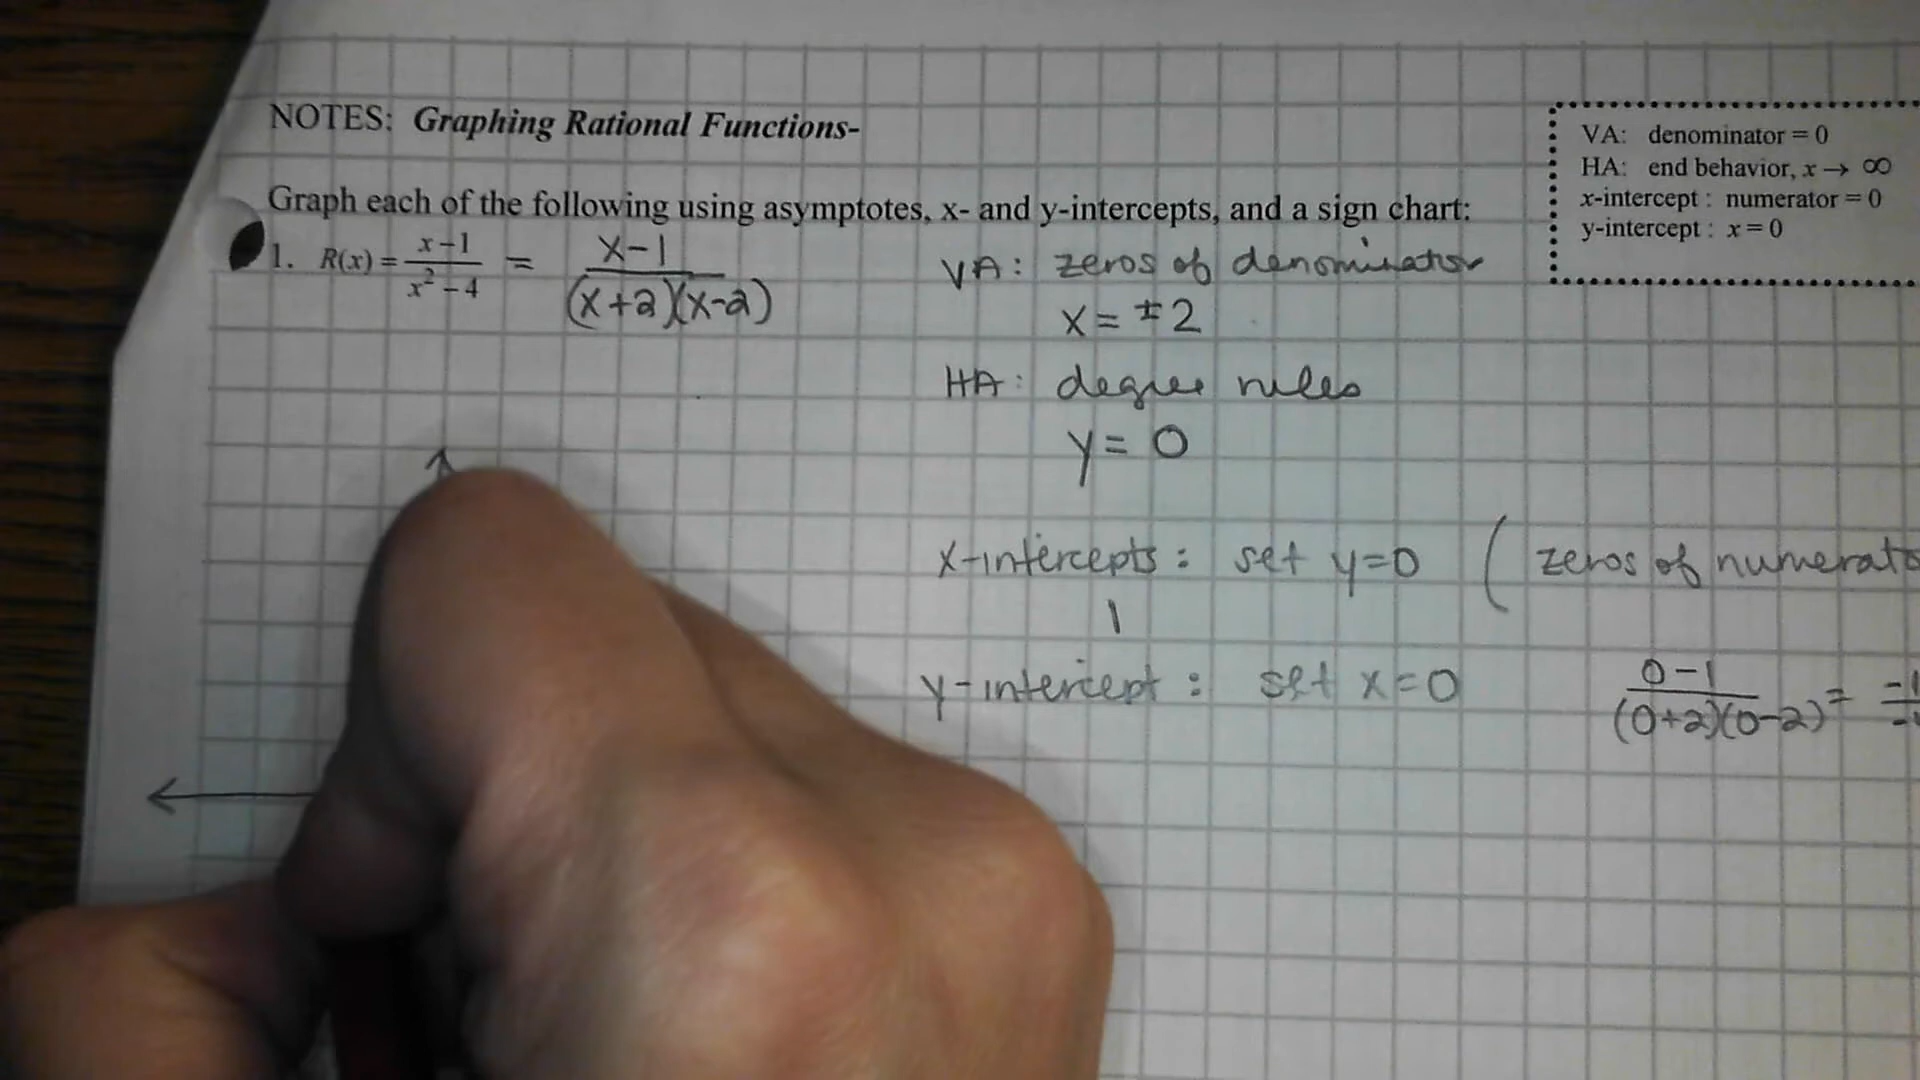 NOTES: Graphing Rational Functions-
VA: denominator = 0
HA: end behavior, x → ∞
x-intercept : numerator = 0
y-intercept : x = 0
Graph each of the following using asymptotes, x- and y-intercepts, and a sign chart:
1. R(x) = x-1 / x² - 4 = x-1 / (x+2)(x-2)
VA: zeros of denominator
x = ±2
HA: degree rules
y = 0
x-intercepts: set y=0 (zeros of numerato
1
y-intercept: set x=0 0-1 / (0+2)(0-2) = -1